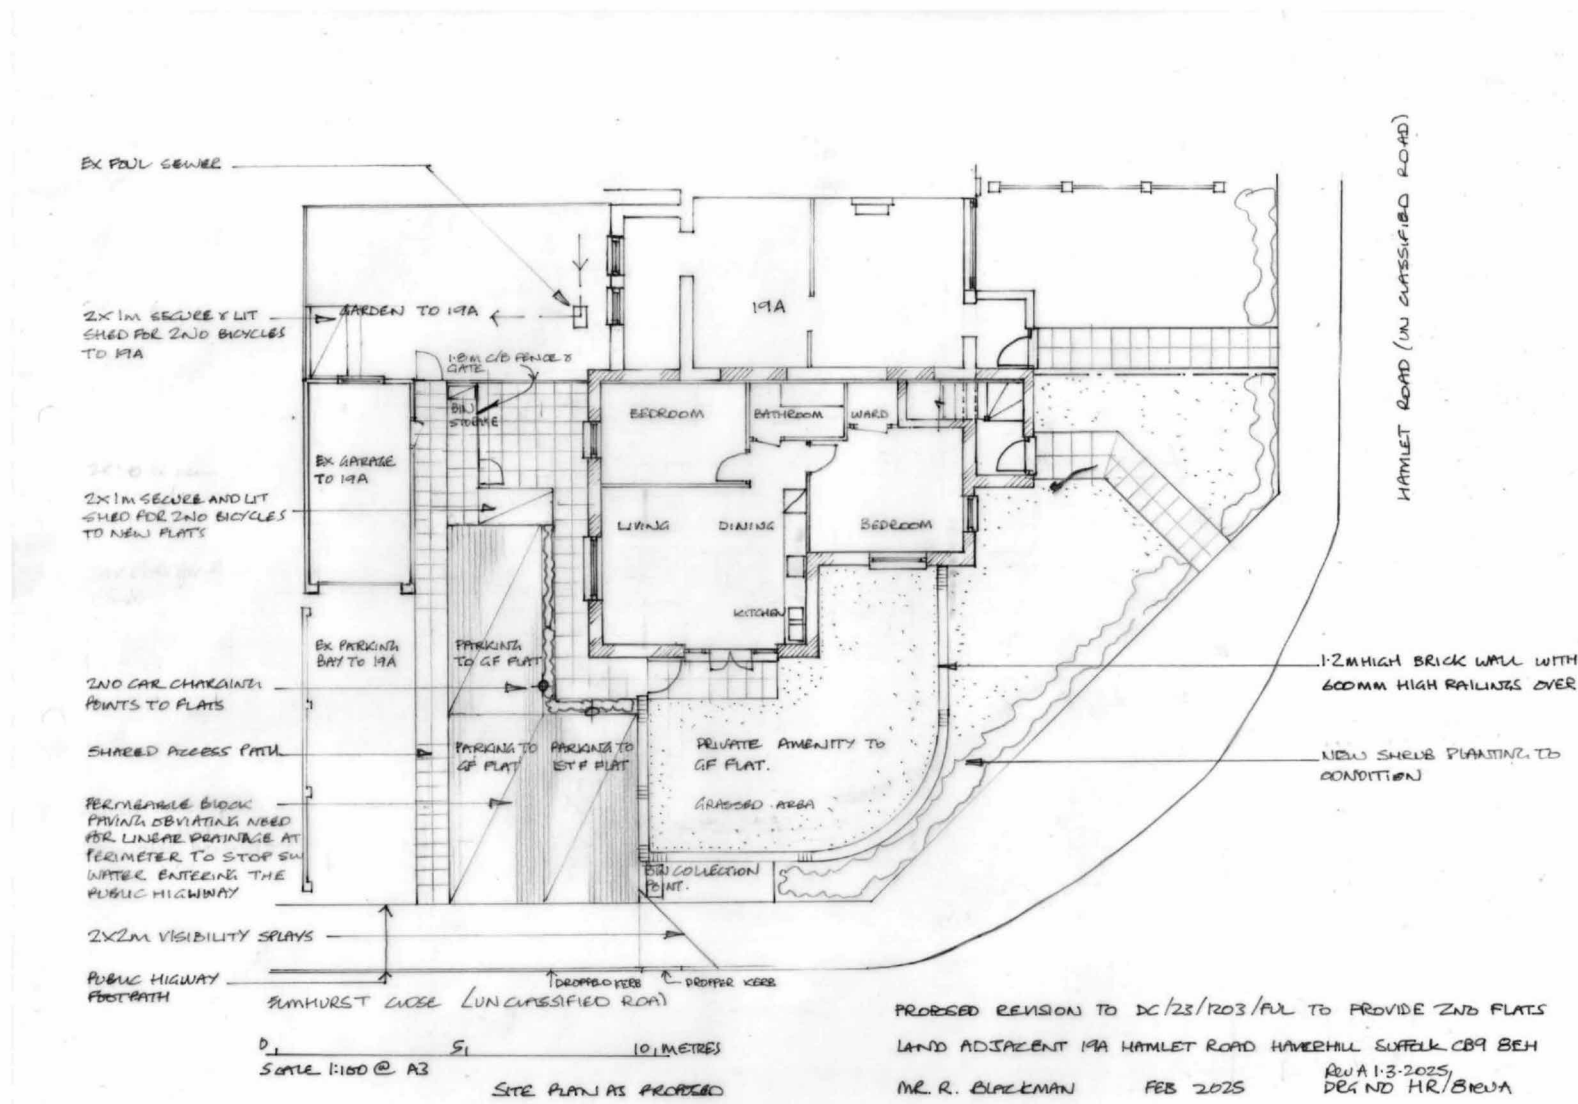 EX FOUL SEWER
HAMLET ROAD (UN CLASSIFIED ROAD)
2X1M SECURE & LIT
SHED FOR 2NO BICYCLES
TO 19A
GARDEN TO 19A
19A
1.8M C/B FENCE &
GATE
BIN
STORAGE
BEDROOM
BATHROOM
WARD
EX GARAGE
TO 19A
2X1M SECURE AND LIT
SHED FOR 2NO BICYCLES
TO NEW FLATS
LIVING
DINING
BEDROOM
KITCHEN
EX PARKING
BAY TO 19A
PARKING
TO GF FLAT
1.2M HIGH BRICK WALL WITH
600MM HIGH RAILINGS OVER
2NO CAR CHARGING
POINTS TO FLATS
SHARED ACCESS PATH
PARKING TO
GF FLAT
PARKING TO
1ST F FLAT
PRIVATE AMENITY TO
GF FLAT.
GRASSED AREA
NEW SHRUB PLANTING TO
CONDITION
PERMEABLE BLOCK
PAVING OBVIATING NEED
FOR LINEAR DRAINAGE AT
PERIMETER TO STOP SW
WATER ENTERING THE
PUBLIC HIGHWAY
BIN COLLECTION
POINT.
2X2M VISIBILITY SPLAYS
PUBLIC HIGWAY
FOOTPATH
DROPPED KERB
DROPPER KERB
ELMHURST CLOSE (UNCLASSIFIED ROAD
0 5 10 METRES
SCALE 1:100 @ A3
SITE PLAN AS PROPOSED
PROPOSED REVISION TO DC/23/1203/FUL TO PROVIDE 2NO FLATS
LAND ADJACENT 19A HAMLET ROAD HAVERHILL SUFFOLK CB9 8EH
REV A 1-3-2025,
MR. R. BLACKMAN FEB 2025 DRG NO HR/8REVA